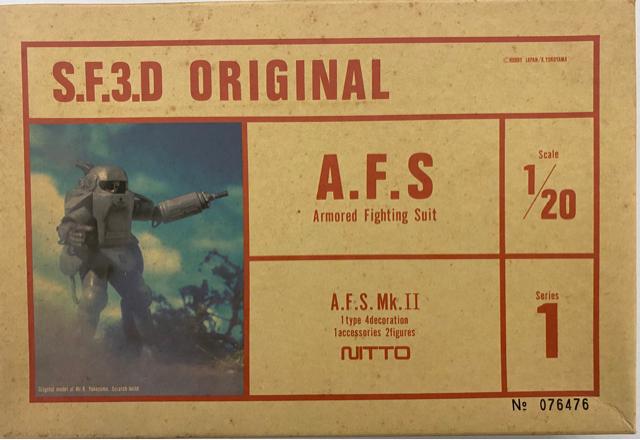 S.F.3.D ORIGINAL
© HOBBY JAPAN/K.YOKOYAMA
A.F.S
Armored Fighting Suit
Scale
1/20
A.F.S. Mk. II
1type 4decoration
1accessories 2figures
NITTO
Series
1
Original model of Mr.K. Yokoyama. Scratch build
№ 076476